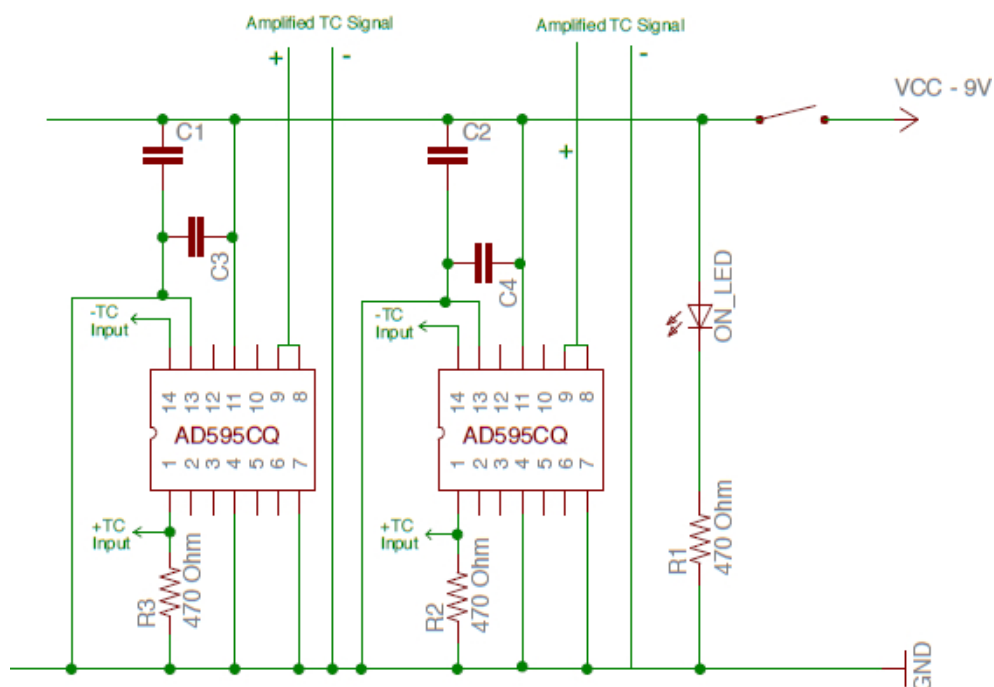 Amplified TC Signal
+
-
Amplified TC Signal
+
-
VCC - 9V
C1
C2
C3
C4
ON_LED
-TC
Input
-TC
Input
14 13 12 11 10 9 8
AD595CQ
1 2 3 4 5 6 7
14 13 12 11 10 9 8
AD595CQ
1 2 3 4 5 6 7
+TC
Input
+TC
Input
R3
470 Ohm
R2
470 Ohm
R1
470 Ohm
GND